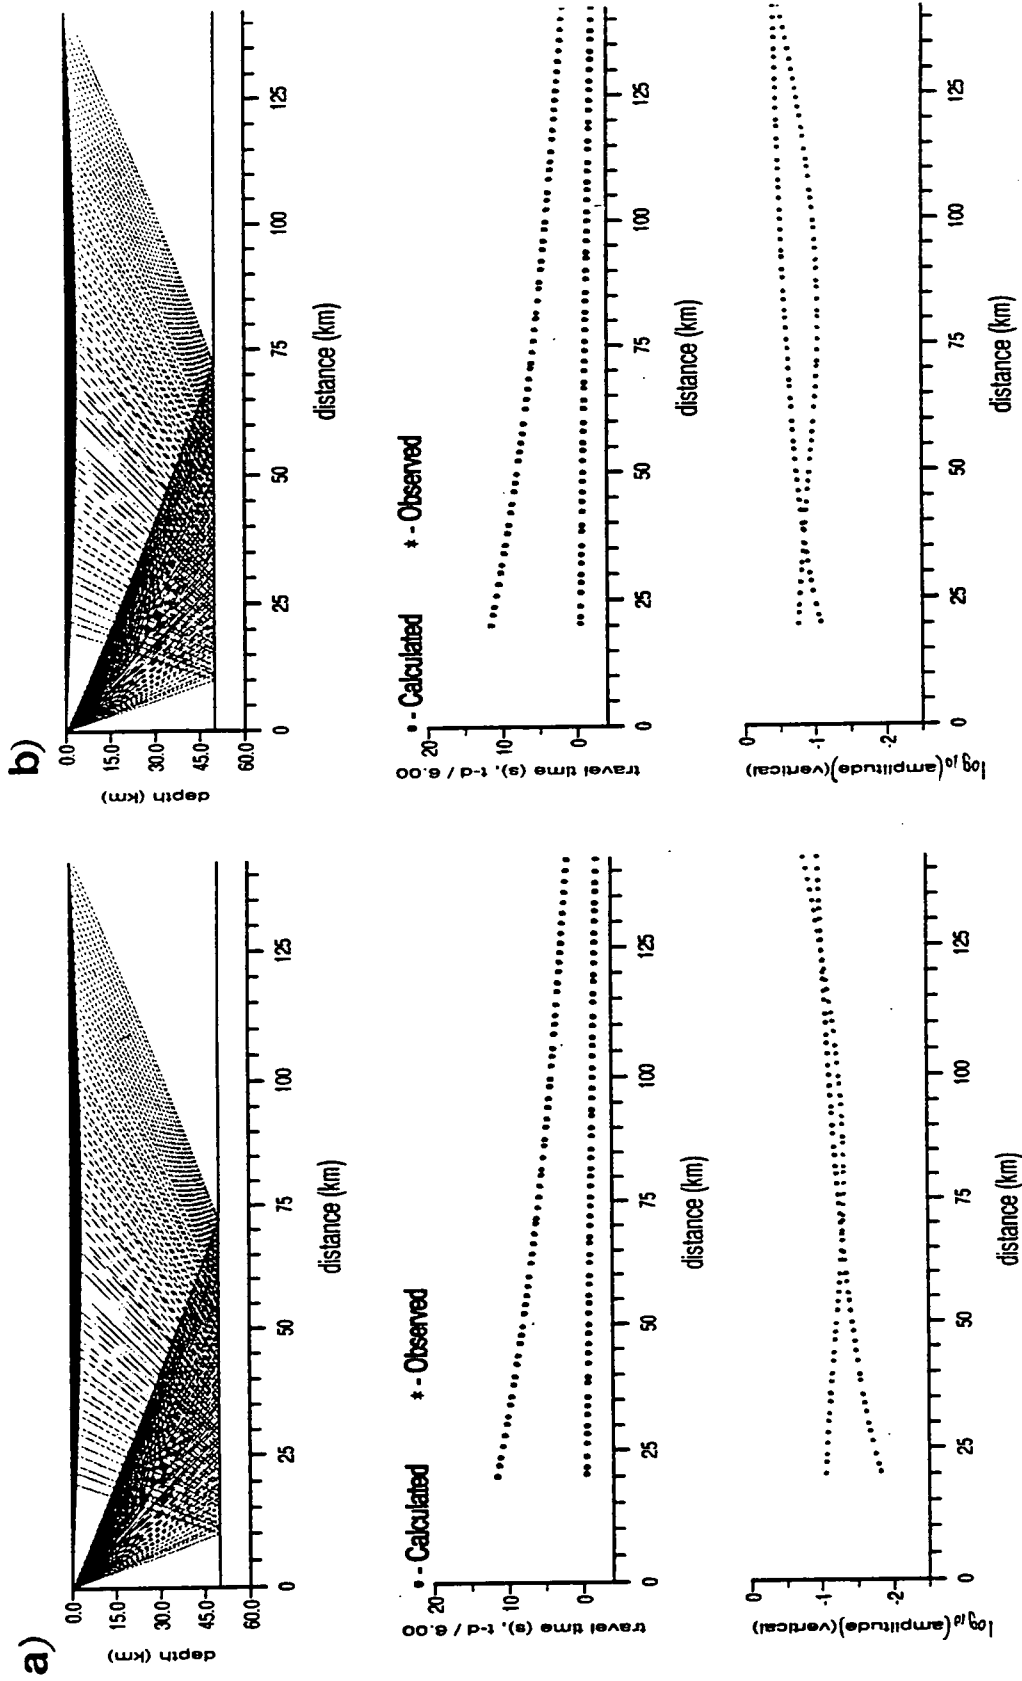 a)
0.0
15.0
30.0
45.0
60.0
depth (km)
0 25 50 75 100 125
distance (km)
• - Calculated * - Observed
20
10
0
travel time (s), t-d / 6.00
0 25 50 75 100 125
distance (km)
0
-1
-2
log10(amplitude)(vertical)
0 25 50 75 100 125
distance (km)
b)
0.0
15.0
30.0
45.0
60.0
depth (km)
0 25 50 75 100 125
distance (km)
• - Calculated * - Observed
20
10
0
travel time (s), t-d / 6.00
0 25 50 75 100 125
distance (km)
0
-1
-2
log10(amplitude)(vertical)
0 25 50 75 100 125
distance (km)